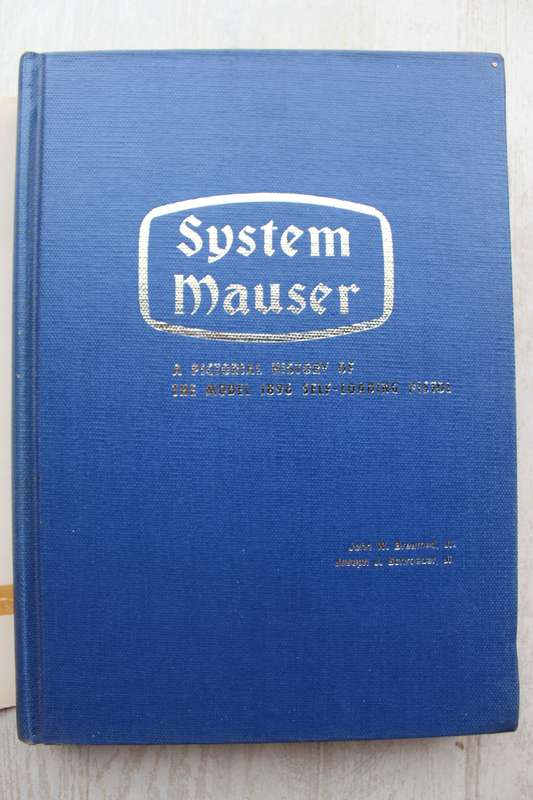 System
Mauser
A PICTORIAL HISTORY OF
THE MODEL 1896 SELF-LOADING PISTOL
John W. Breathed, Jr.
Joseph J. Schroeder, Jr